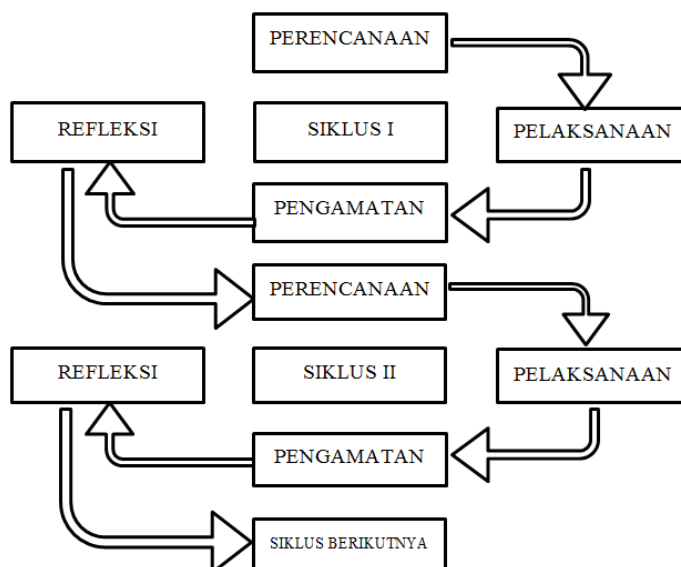 PERENCANAAN
REFLEKSI
SIKLUS I
PELAKSANAAN
PENGAMATAN
PERENCANAAN
REFLEKSI
SIKLUS II
PELAKSANAAN
PENGAMATAN
SIKLUS BERIKUTNYA